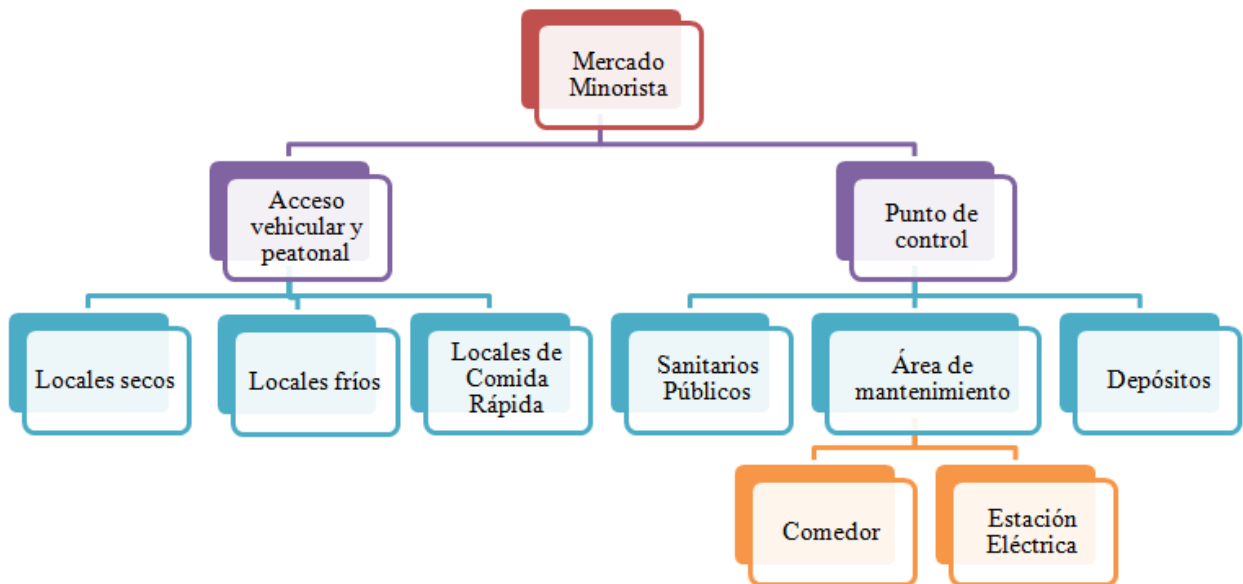 Mercado
Minorista
Acceso
vehicular y
peatonal
Punto de
control
Locales secos
Locales fríos
Locales de
Comida
Rápida
Sanitarios
Públicos
Área de
mantenimiento
Depósitos
Comedor
Estación
Eléctrica